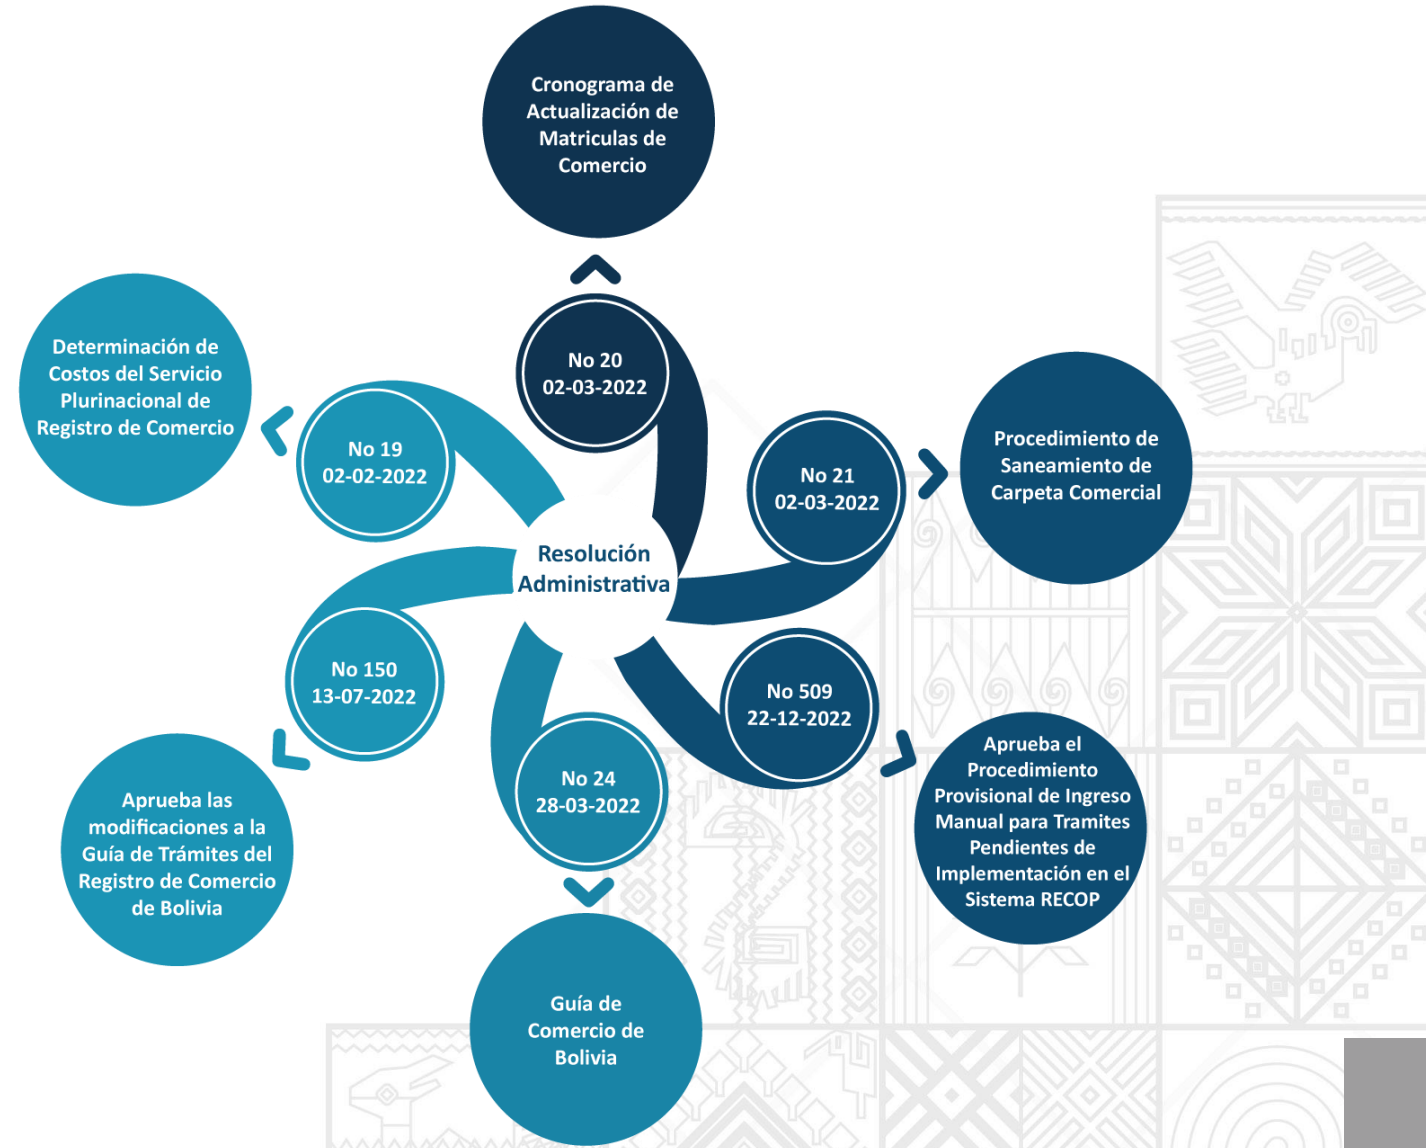 Cronograma de
Actualización de
Matriculas de
Comercio
No 20
02-03-2022
Determinación de
Costos del Servicio
Plurinacional de
Registro de Comercio
No 19
02-02-2022
No 21
02-03-2022
Procedimiento de
Saneamiento de
Carpeta Comercial
Resolución
Administrativa
No 150
13-07-2022
No 509
22-12-2022
Aprueba las
modificaciones a la
Guía de Trámites del
Registro de Comercio
de Bolivia
No 24
28-03-2022
Aprueba el
Procedimiento
Provisional de Ingreso
Manual para Tramites
Pendientes de
Implementación en el
Sistema RECOP
Guía de
Comercio de
Bolivia